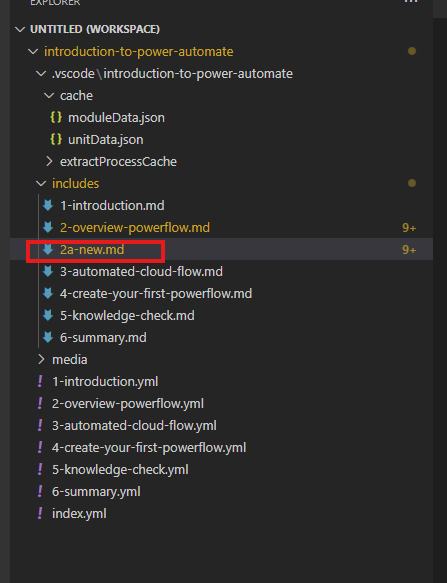 EXPLORER
UNTITLED (WORKSPACE)
introduction-to-power-automate
.vscode\introduction-to-power-automate
cache
{} moduleData.json
{} unitData.json
extractProcessCache
includes
1-introduction.md
2-overview-powerflow.md 9+
2a-new.md 9+
3-automated-cloud-flow.md
4-create-your-first-powerflow.md
5-knowledge-check.md
6-summary.md
media
! 1-introduction.yml
! 2-overview-powerflow.yml
! 3-automated-cloud-flow.yml
! 4-create-your-first-powerflow.yml
! 5-knowledge-check.yml
! 6-summary.yml
! index.yml